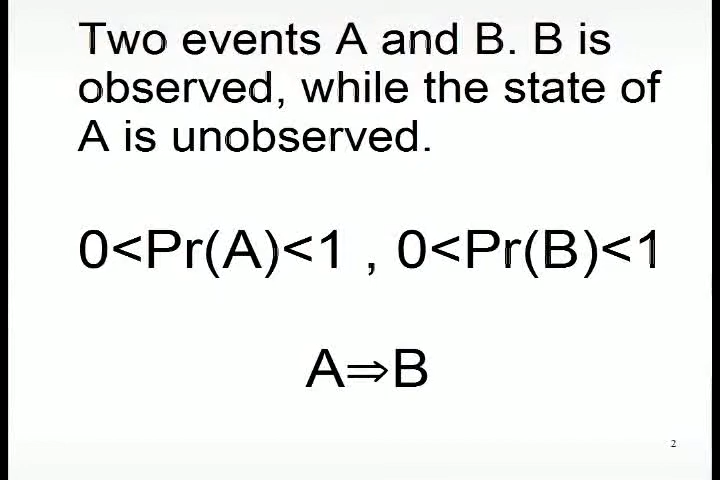 Two events A and B. B is
observed, while the state of
A is unobserved.
0<Pr(A)<1 , 0<Pr(B)<1
A⇒B
2